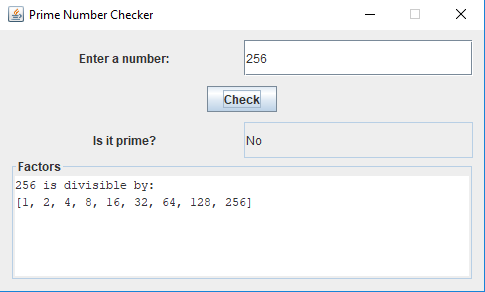 Prime Number Checker
Enter a number: 256
Check
Is it prime? No
Factors
256 is divisible by:
[1, 2, 4, 8, 16, 32, 64, 128, 256]